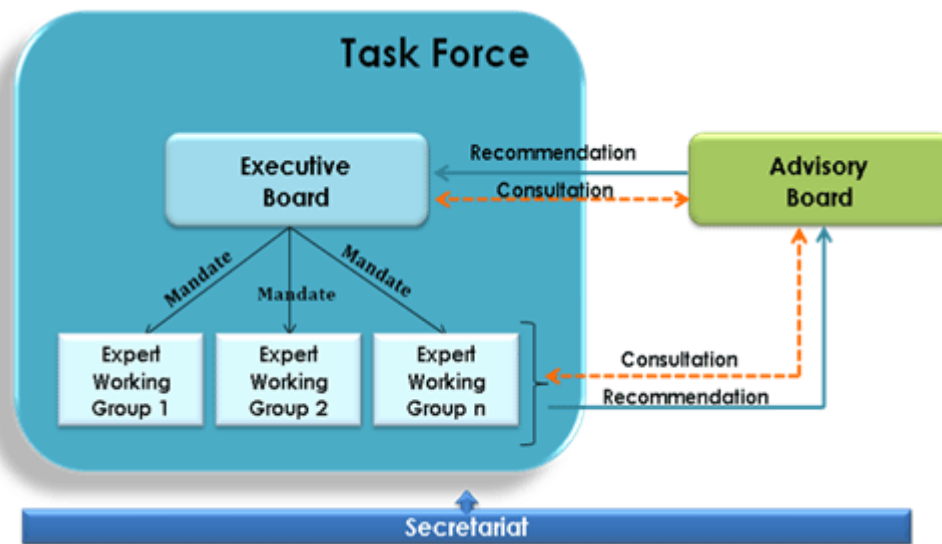 Task Force
Executive
Board
Recommendation
Consultation
Advisory
Board
Mandate
Mandate
Mandate
Expert
Working
Group 1
Expert
Working
Group 2
Expert
Working
Group n
Consultation
Recommendation
Secretariat